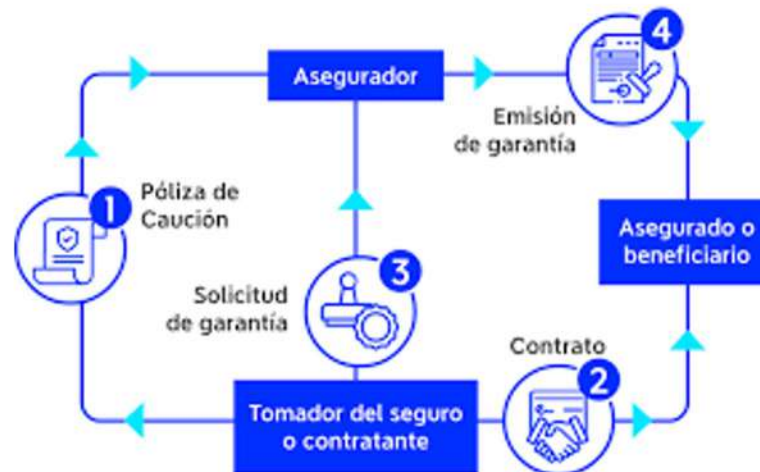 4
Asegurador
Emisión
de garantía
1
Póliza de
Caución
Asegurado o
beneficiario
3
Solicitud
de garantía
Contrato
2
Tomador del seguro
o contratante